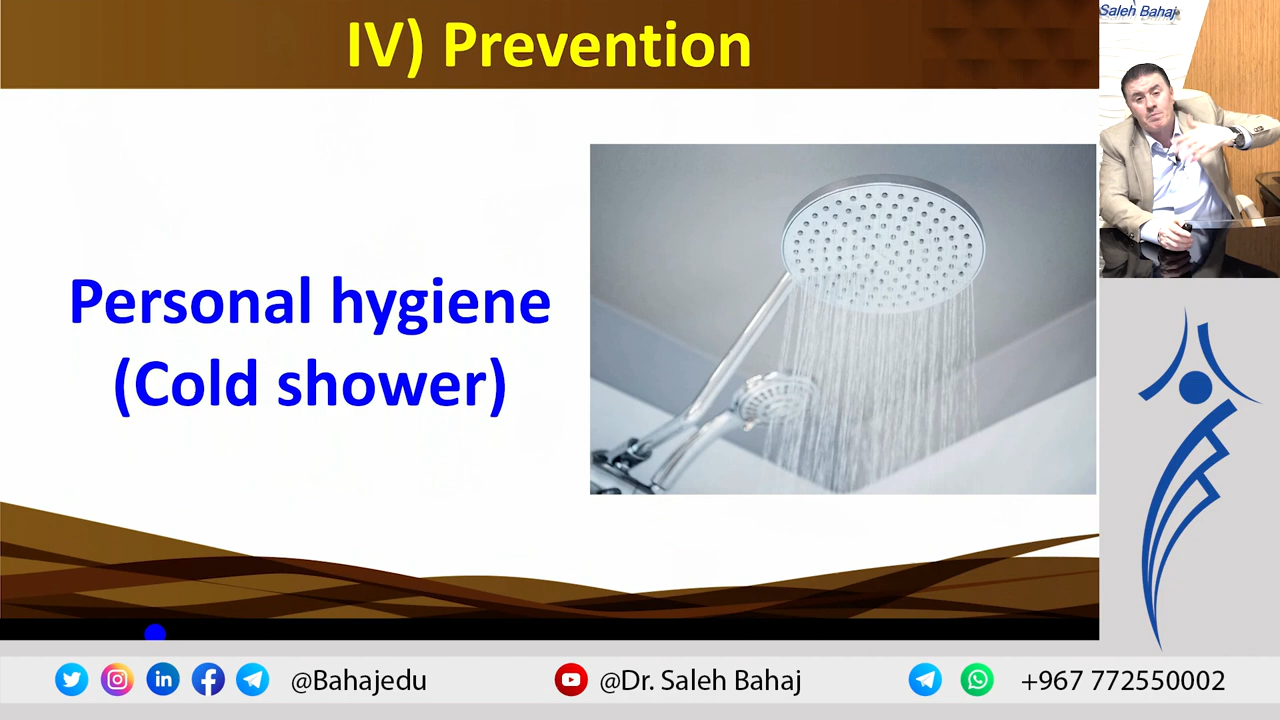 IV) Prevention
Saleh Bahaj
Personal hygiene
(Cold shower)
@Bahajedu
@Dr. Saleh Bahaj
+967 772550002